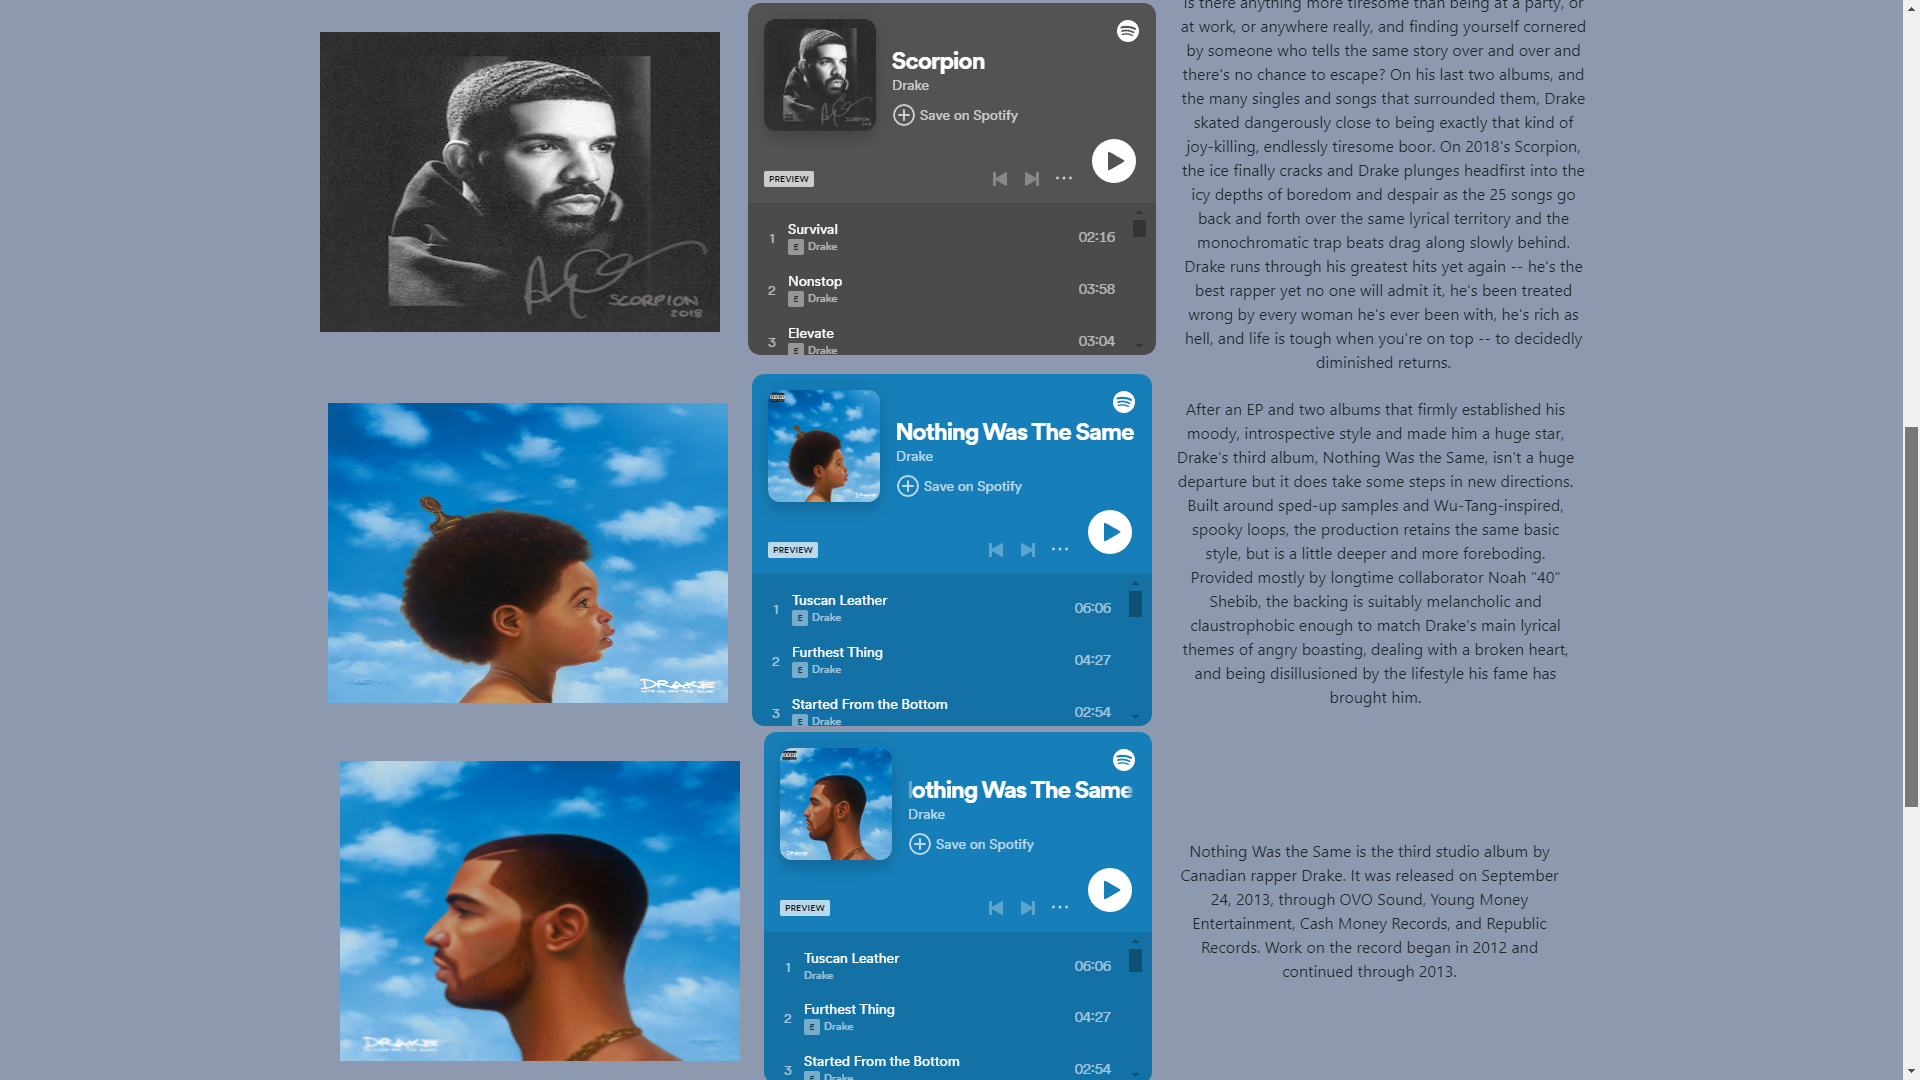 SCORPION
2018
Scorpion
Drake
Save on Spotify
PREVIEW
1
Survival
E Drake
02:16
2
Nonstop
E Drake
03:58
3
Elevate
E Drake
03:04
Is there anything more tiresome than being at a party, or
at work, or anywhere really, and finding yourself cornered
by someone who tells the same story over and over and
there's no chance to escape? On his last two albums, and
the many singles and songs that surrounded them, Drake
skated dangerously close to being exactly that kind of
joy-killing, endlessly tiresome boor. On 2018's Scorpion,
the ice finally cracks and Drake plunges headfirst into the
icy depths of boredom and despair as the 25 songs go
back and forth over the same lyrical territory and the
monochromatic trap beats drag along slowly behind.
Drake runs through his greatest hits yet again -- he's the
best rapper yet no one will admit it, he's been treated
wrong by every woman he's ever been with, he's rich as
hell, and life is tough when you're on top -- to decidedly
diminished returns.
DRAKE
Nothing Was The Same
Drake
Save on Spotify
PREVIEW
1
Tuscan Leather
E Drake
06:06
2
Furthest Thing
E Drake
04:27
3
Started From the Bottom
E Drake
02:54
After an EP and two albums that firmly established his
moody, introspective style and made him a huge star,
Drake's third album, Nothing Was the Same, isn't a huge
departure but it does take some steps in new directions.
Built around sped-up samples and Wu-Tang-inspired,
spooky loops, the production retains the same basic
style, but is a little deeper and more foreboding.
Provided mostly by longtime collaborator Noah "40"
Shebib, the backing is suitably melancholic and
claustrophobic enough to match Drake's main lyrical
themes of angry boasting, dealing with a broken heart,
and being disillusioned by the lifestyle his fame has
brought him.
DRAKE
othing Was The Same
Drake
Save on Spotify
PREVIEW
1
Tuscan Leather
Drake
06:06
2
Furthest Thing
E Drake
04:27
3
Started From the Bottom
E Drake
02:54
Nothing Was the Same is the third studio album by
Canadian rapper Drake. It was released on September
24, 2013, through OVO Sound, Young Money
Entertainment, Cash Money Records, and Republic
Records. Work on the record began in 2012 and
continued through 2013.